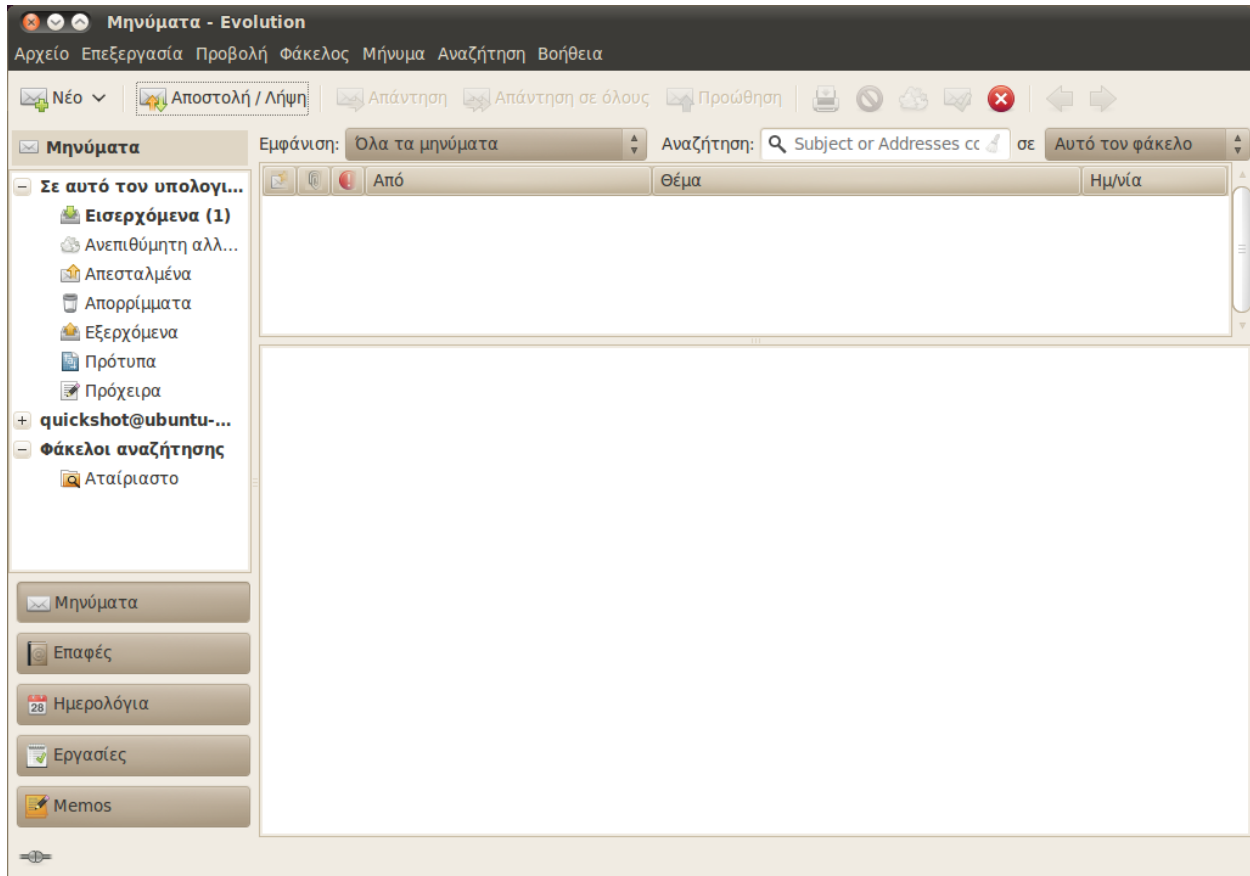 Μηνύματα - Evolution
Αρχείο Επεξεργασία Προβολή Φάκελος Μήνυμα Αναζήτηση Βοήθεια
Νέο Αποστολή / Λήψη Απάντηση Απάντηση σε όλους Προώθηση
Μηνύματα
Εμφάνιση: Όλα τα μηνύματα Αναζήτηση: Subject or Addresses cc σε Αυτό τον φάκελο
Από Θέμα Ημ/νία
Σε αυτό τον υπολογι...
Εισερχόμενα (1)
Ανεπιθύμητη αλλ...
Απεσταλμένα
Απορρίμματα
Εξερχόμενα
Πρότυπα
Πρόχειρα
quickshot@ubuntu-...
Φάκελοι αναζήτησης
Αταίριαστο
Μηνύματα
Επαφές
28 Ημερολόγια
Εργασίες
Memos